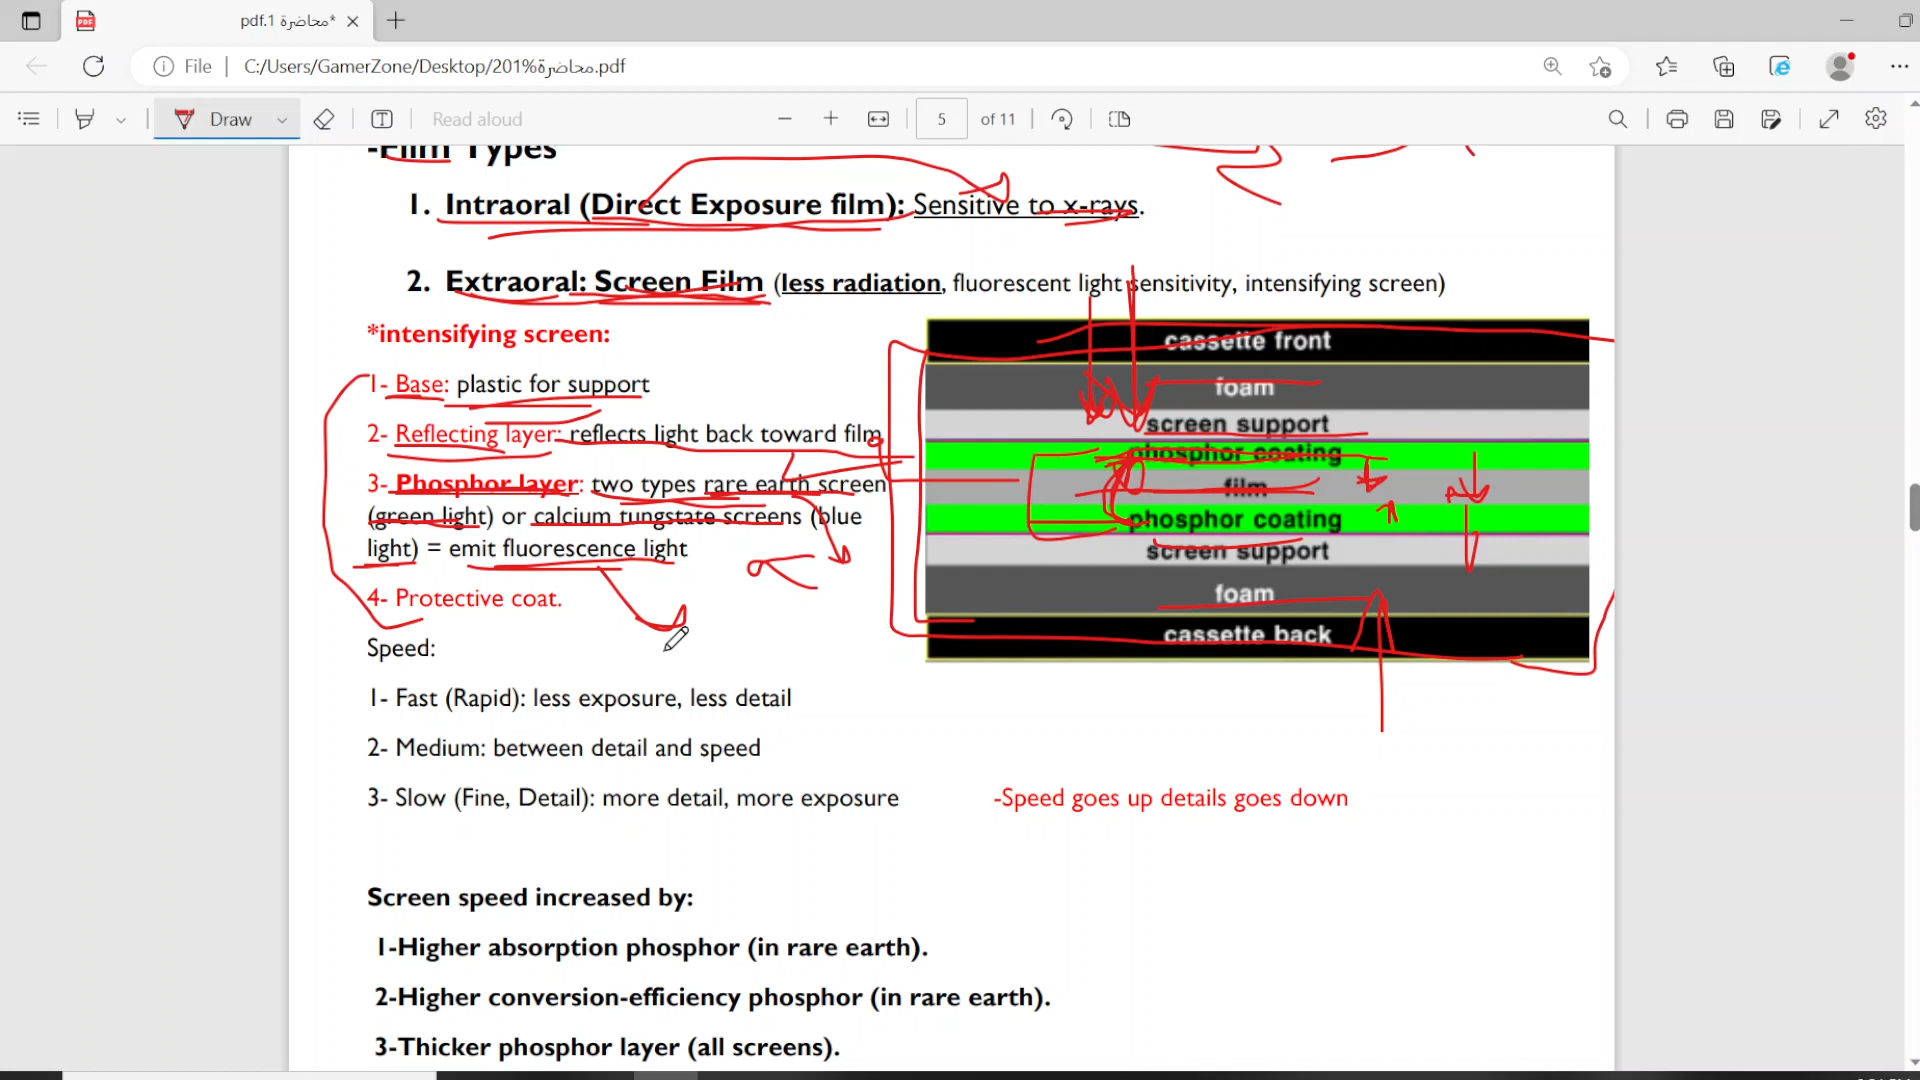 pdf.1 محاضرة*
File
C:/Users/GamerZone/Desktop/201%محاضرة.pdf
Draw
Read aloud
5
of 11
-Film Types
1. Intraoral (Direct Exposure film): Sensitive to x-rays.
2. Extraoral: Screen Film (less radiation, fluorescent light sensitivity, intensifying screen)
*intensifying screen:
1- Base: plastic for support
2- Reflecting layer: reflects light back toward film
3- Phosphor layer: two types rare earth screen
(green light) or calcium tungstate screens (blue
light) = emit fluorescence light
4- Protective coat.
cassette front
foam
screen support
phosphor coating
film
phosphor coating
screen support
foam
cassette back
Speed:
1- Fast (Rapid): less exposure, less detail
2- Medium: between detail and speed
3- Slow (Fine, Detail): more detail, more exposure
-Speed goes up details goes down
Screen speed increased by:
1-Higher absorption phosphor (in rare earth).
2-Higher conversion-efficiency phosphor (in rare earth).
3-Thicker phosphor layer (all screens).